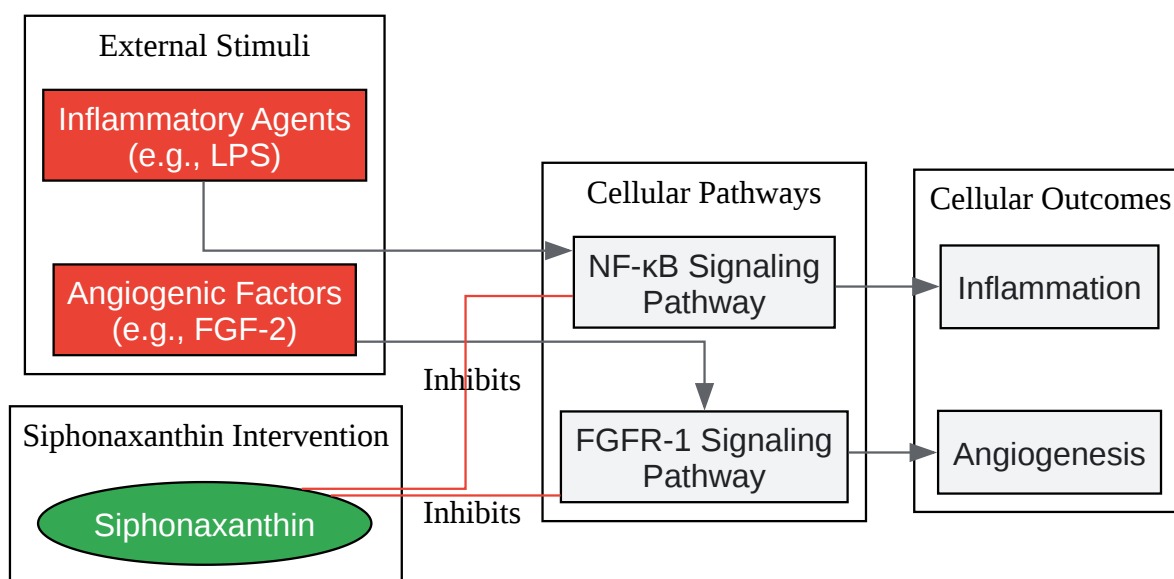 External Stimuli
Inflammatory Agents
(e.g., LPS)
Angiogenic Factors
(e.g., FGF-2)
Siphonaxanthin Intervention
Siphonaxanthin
Inhibits
Inhibits
Cellular Pathways
NF-κB Signaling
Pathway
FGFR-1 Signaling
Pathway
Cellular Outcomes
Inflammation
Angiogenesis